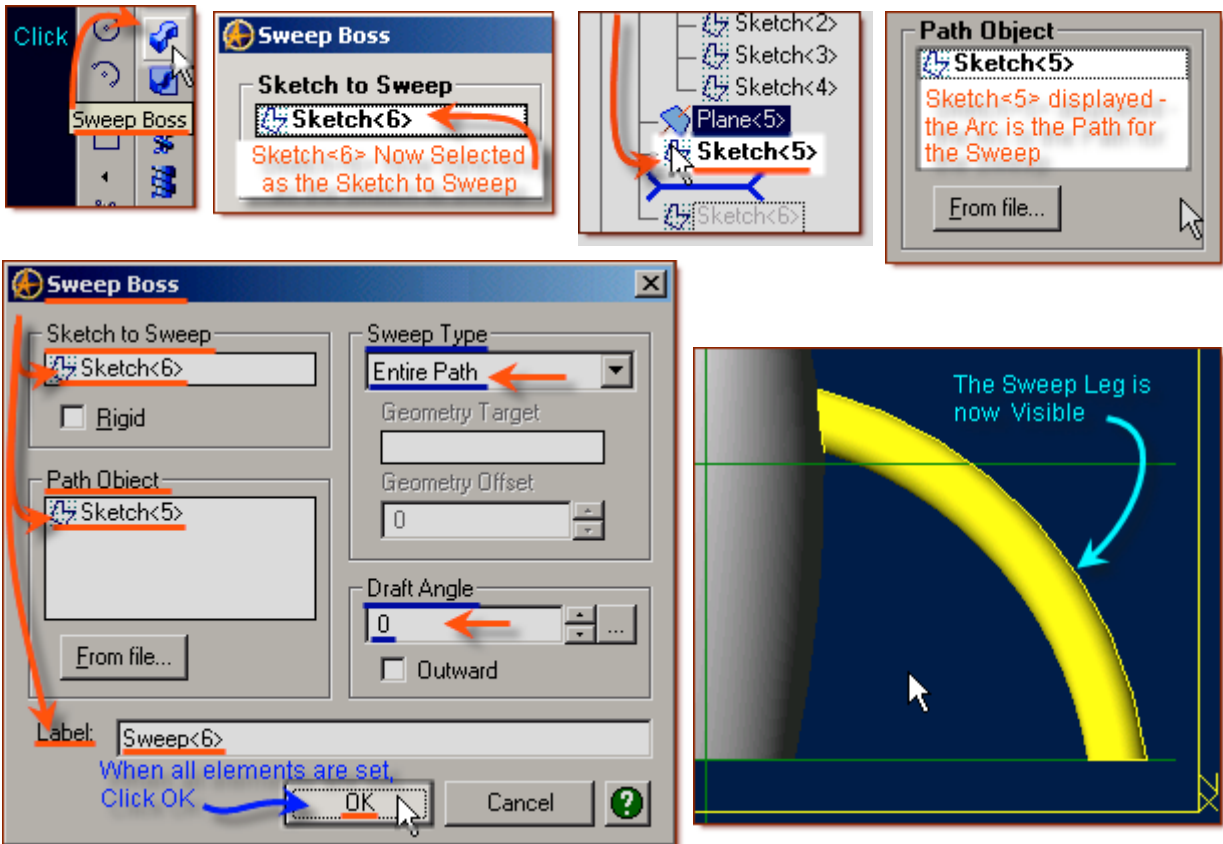 Click
Sweep Boss
Sweep Boss
Sketch to Sweep
Sketch<6>
Sketch<6> Now Selected
as the Sketch to Sweep
Sketch<2>
Sketch<3>
Sketch<4>
Plane<5>
Sketch<5>
Sketch<6>
Path Object
Sketch<5>
Sketch<5> displayed -
the Arc is the Path for
the Sweep
From file...
Sweep Boss
Sketch to Sweep
Sketch<6>
Rigid
Path Object
Sketch<5>
From file...
Sweep Type
Entire Path
Geometry Target
Geometry Offset
0
Draft Angle
0
...
Outward
Label:
Sweep<6>
When all elements are set,
Click OK
OK
Cancel
?
The Sweep Leg is
now Visible